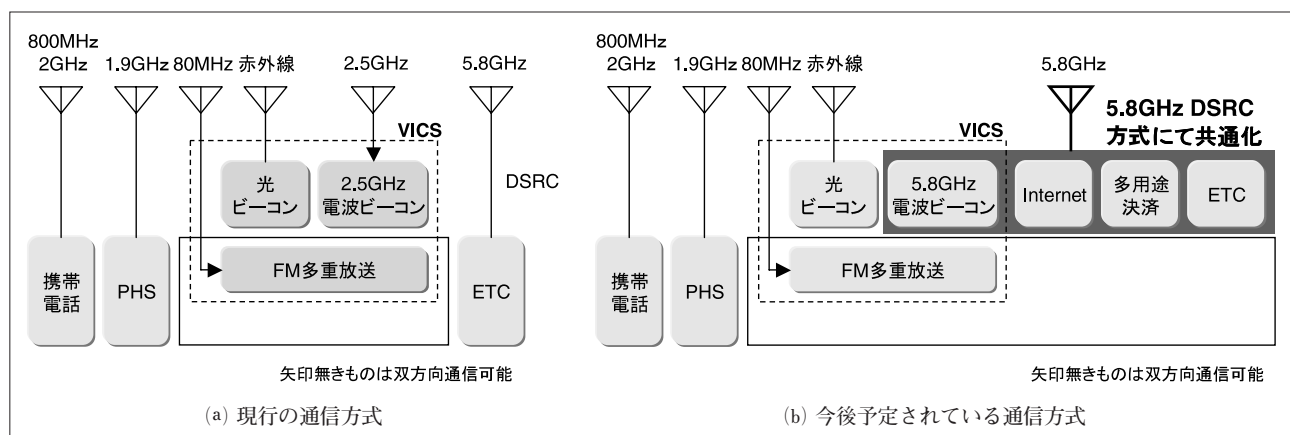 800MHz
2GHz
1.9GHz
80MHz
赤外線
2.5GHz
5.8GHz
VICS
光
ビーコン
2.5GHz
電波ビーコン
DSRC
FM多重放送
携帯
電話
PHS
ETC
矢印無きものは双方向通信可能
(a) 現行の通信方式
800MHz
2GHz
1.9GHz
80MHz
赤外線
5.8GHz
5.8GHz DSRC
方式にて共通化
VICS
光
ビーコン
5.8GHz
電波ビーコン
Internet
多用途
決済
ETC
FM多重放送
携帯
電話
PHS
矢印無きものは双方向通信可能
(b) 今後予定されている通信方式